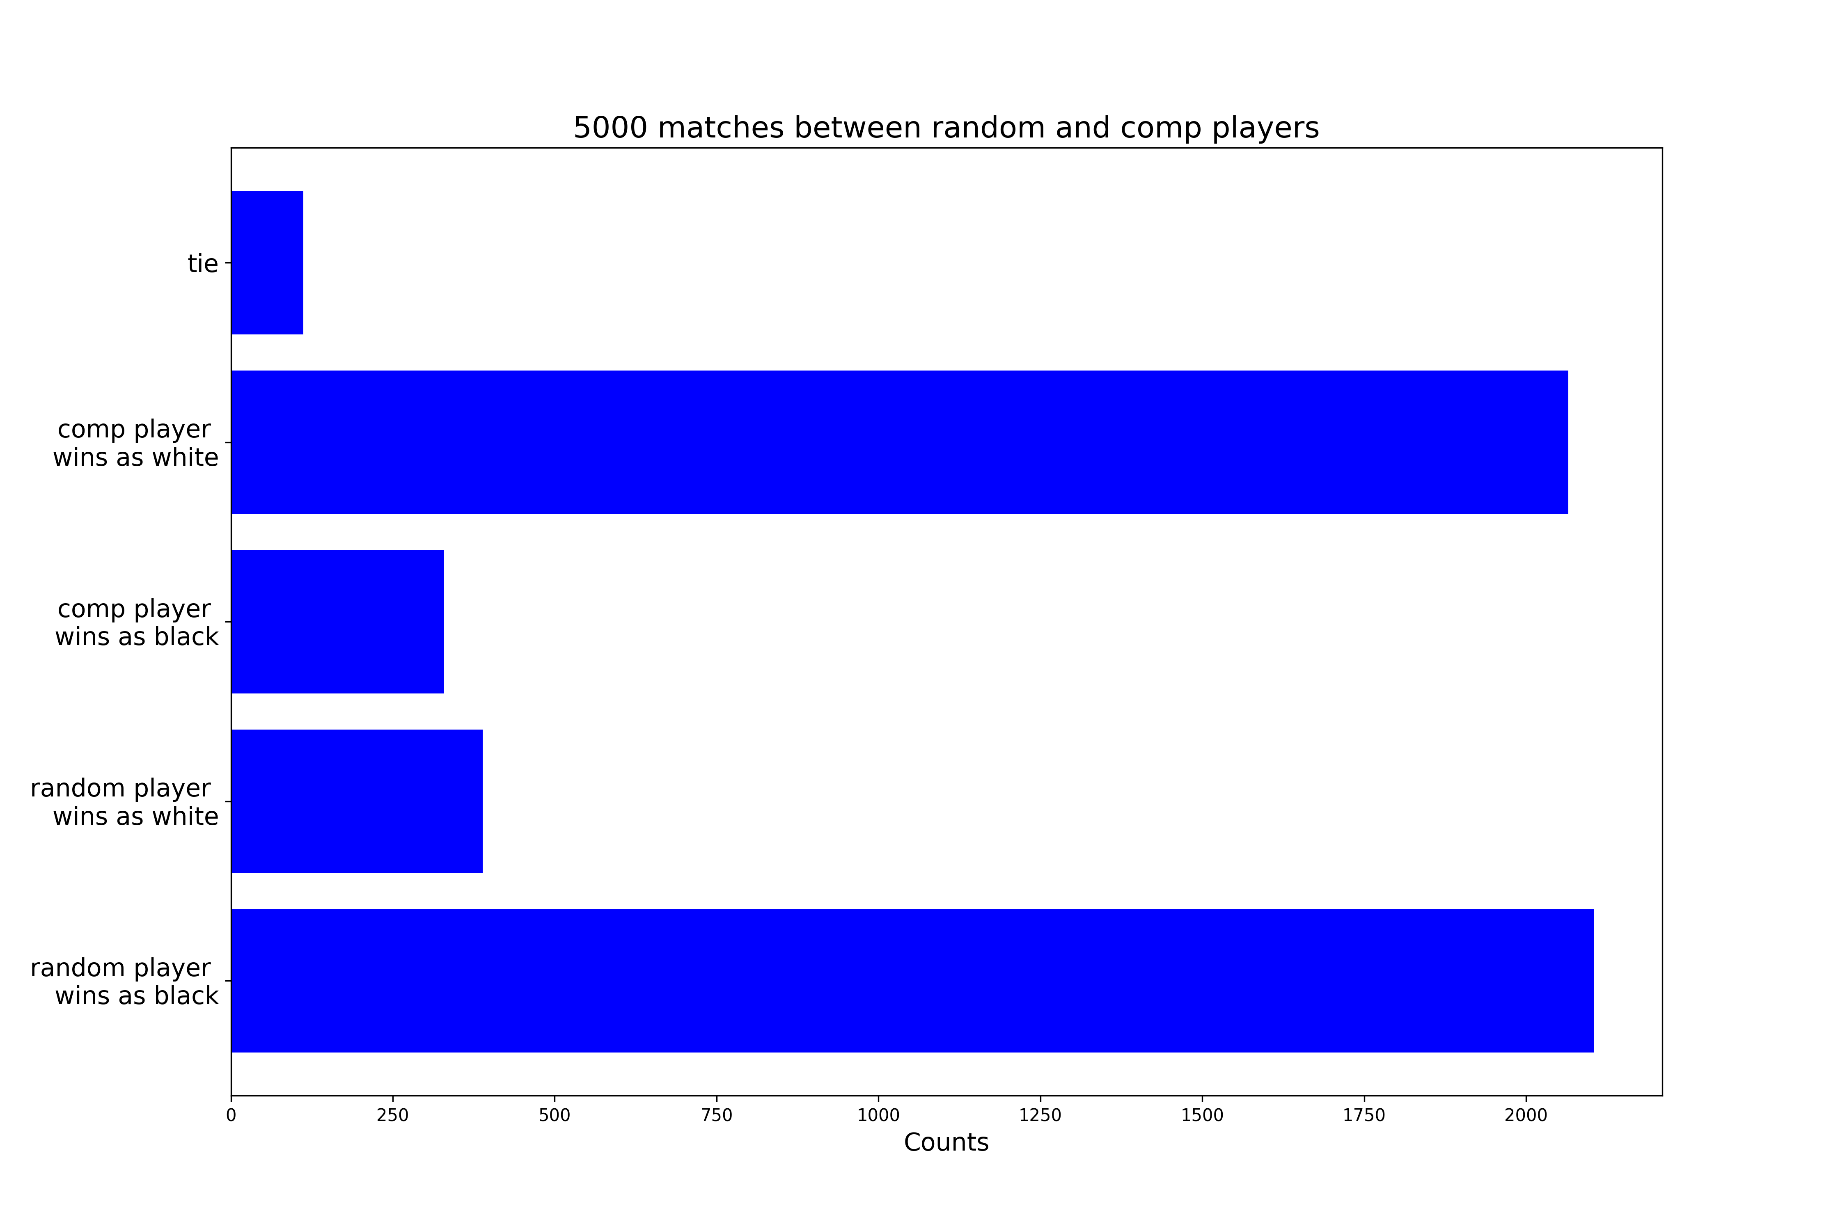 5000 matches between random and comp players
tie
comp player
wins as white
comp player
wins as black
random player
wins as white
random player
wins as black
0 250 500 750 1000 1250 1500 1750 2000
Counts